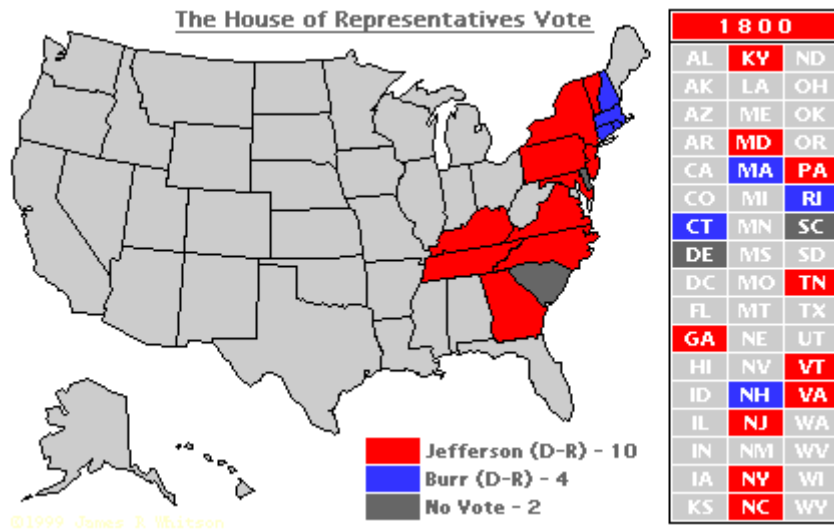 The House of Representatives Vote
1800
AL KY ND
AK LA OH
AZ ME OK
AR MD OR
CA MA PA
CO MI RI
CT MN SC
DE MS SD
DC MO TN
FL MT TX
GA NE UT
HI NV VT
ID NH VA
IL NJ WA
IN NM WV
IA NY WI
KS NC WY
Jefferson (D-R) - 10
Burr (D-R) - 4
No Vote - 2
©1999 James R Whitson